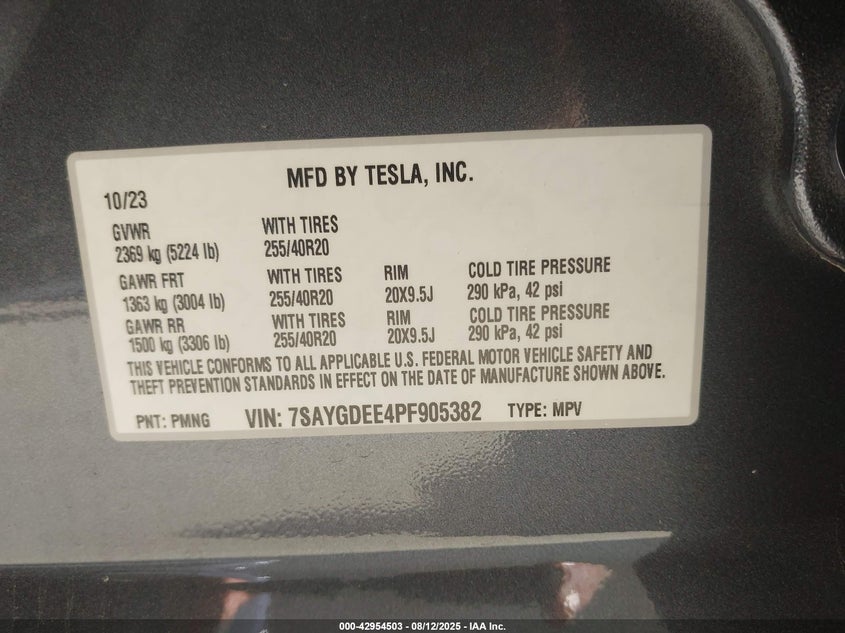 MFD BY TESLA, INC.
10/23
GVWR WITH TIRES
2369 kg (5224 lb) 255/40R20
GAWR FRT WITH TIRES RIM COLD TIRE PRESSURE
1363 kg (3004 lb) 255/40R20 20X9.5J 290 kPa, 42 psi
GAWR RR WITH TIRES RIM COLD TIRE PRESSURE
1500 kg (3306 lb) 255/40R20 20X9.5J 290 kPa, 42 psi
THIS VEHICLE CONFORMS TO ALL APPLICABLE U.S. FEDERAL MOTOR VEHICLE SAFETY AND
THEFT PREVENTION STANDARDS IN EFFECT ON THE DATE OF MANUFACTURE SHOWN ABOVE.
PNT: PMNG VIN: 7SAYGDEE4PF905382 TYPE: MPV
000-42954503 - 08/12/2025 - IAA Inc.